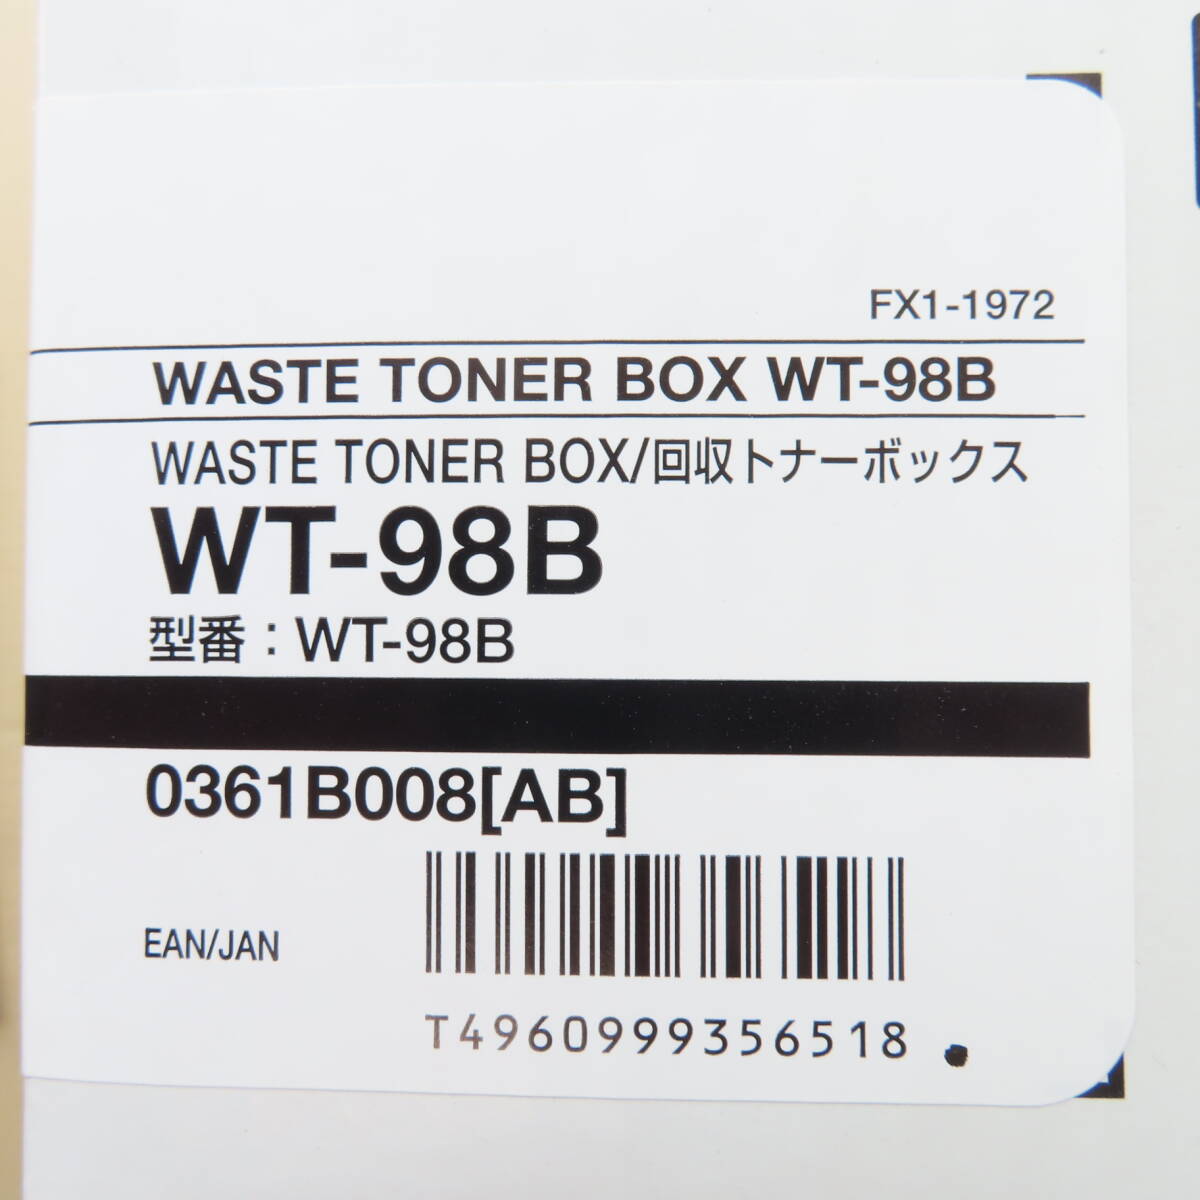 FX1-1972
WASTE TONER BOX WT-98B
WASTE TONER BOX/回収トナーボックス
WT-98B
型番：WT-98B
0361B008[AB]
EAN/JAN
T4960999356518